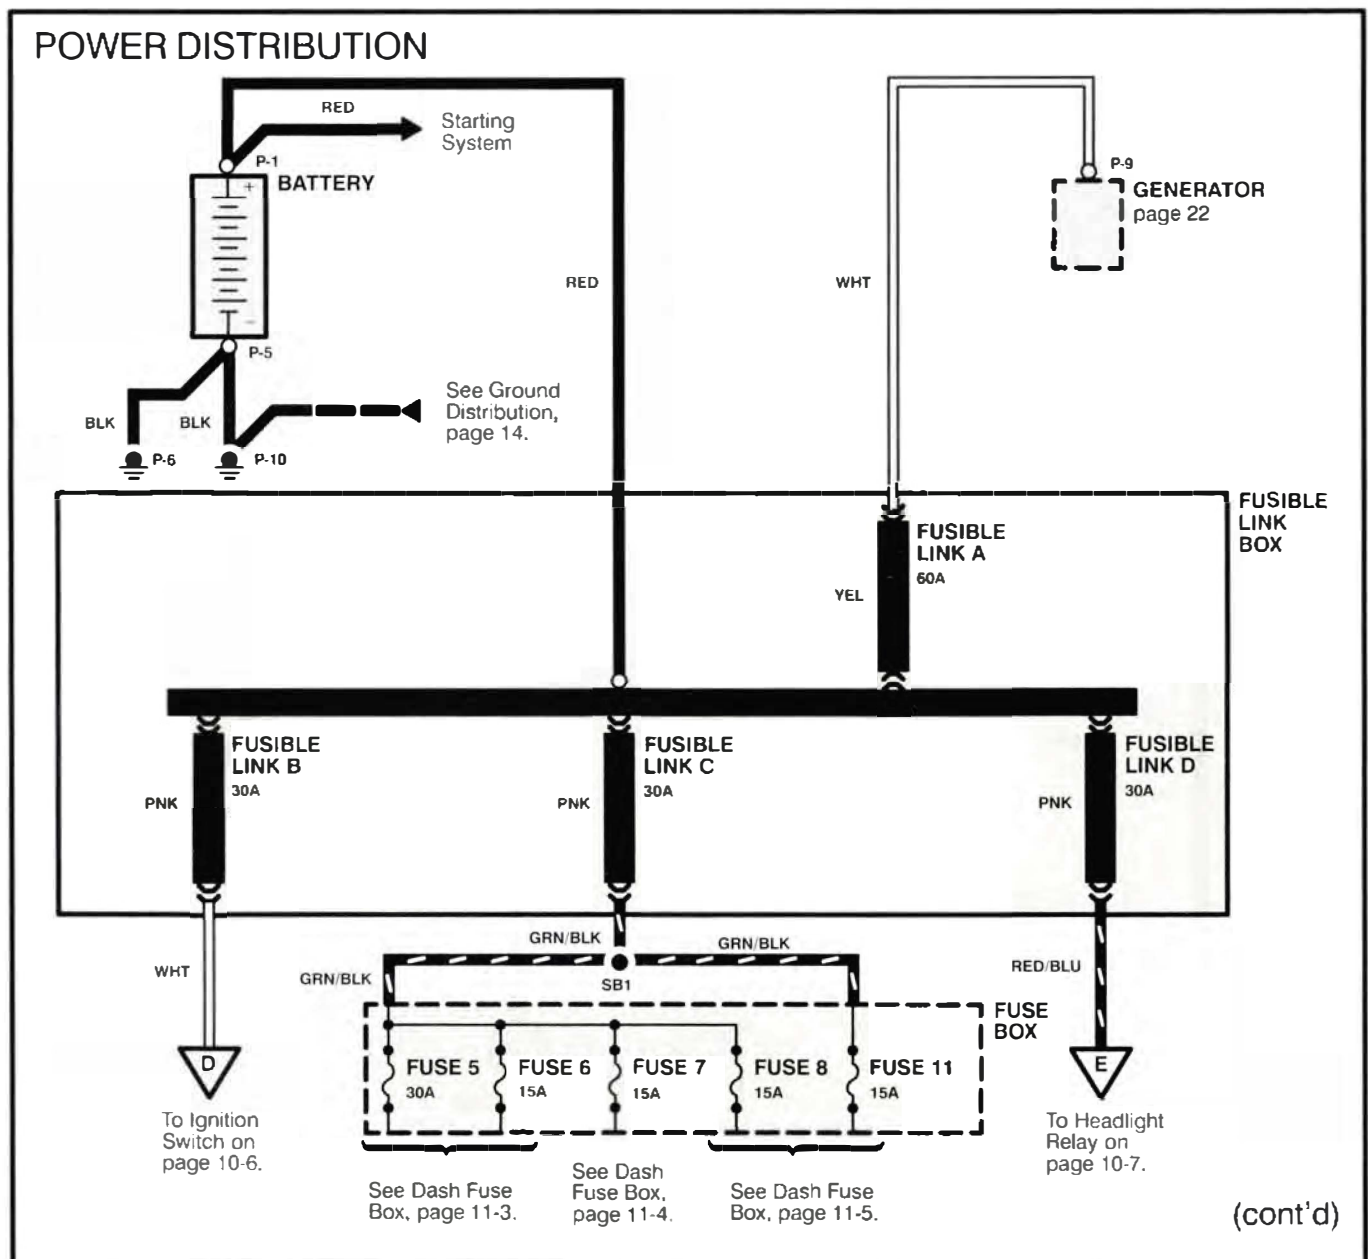 POWER DISTRIBUTION
RED
Starting
System
P-1
BATTERY
+
-
P-5
BLK
BLK
P-6
P-10
See Ground
Distribution,
page 14.
RED
WHT
P-9
GENERATOR
page 22
FUSIBLE
LINK
BOX
FUSIBLE
LINK A
60A
YEL
FUSIBLE
LINK B
30A
PNK
FUSIBLE
LINK C
30A
PNK
FUSIBLE
LINK D
30A
PNK
WHT
GRN/BLK
GRN/BLK
GRN/BLK
SB1
RED/BLU
FUSE
BOX
D
FUSE 5
30A
FUSE 6
15A
FUSE 7
15A
FUSE 8
15A
FUSE 11
15A
E
To Ignition
Switch on
page 10-6.
See Dash Fuse
Box, page 11-3.
See Dash
Fuse Box,
page 11-4.
See Dash Fuse
Box, page 11-5.
To Headlight
Relay on
page 10-7.
(cont'd)